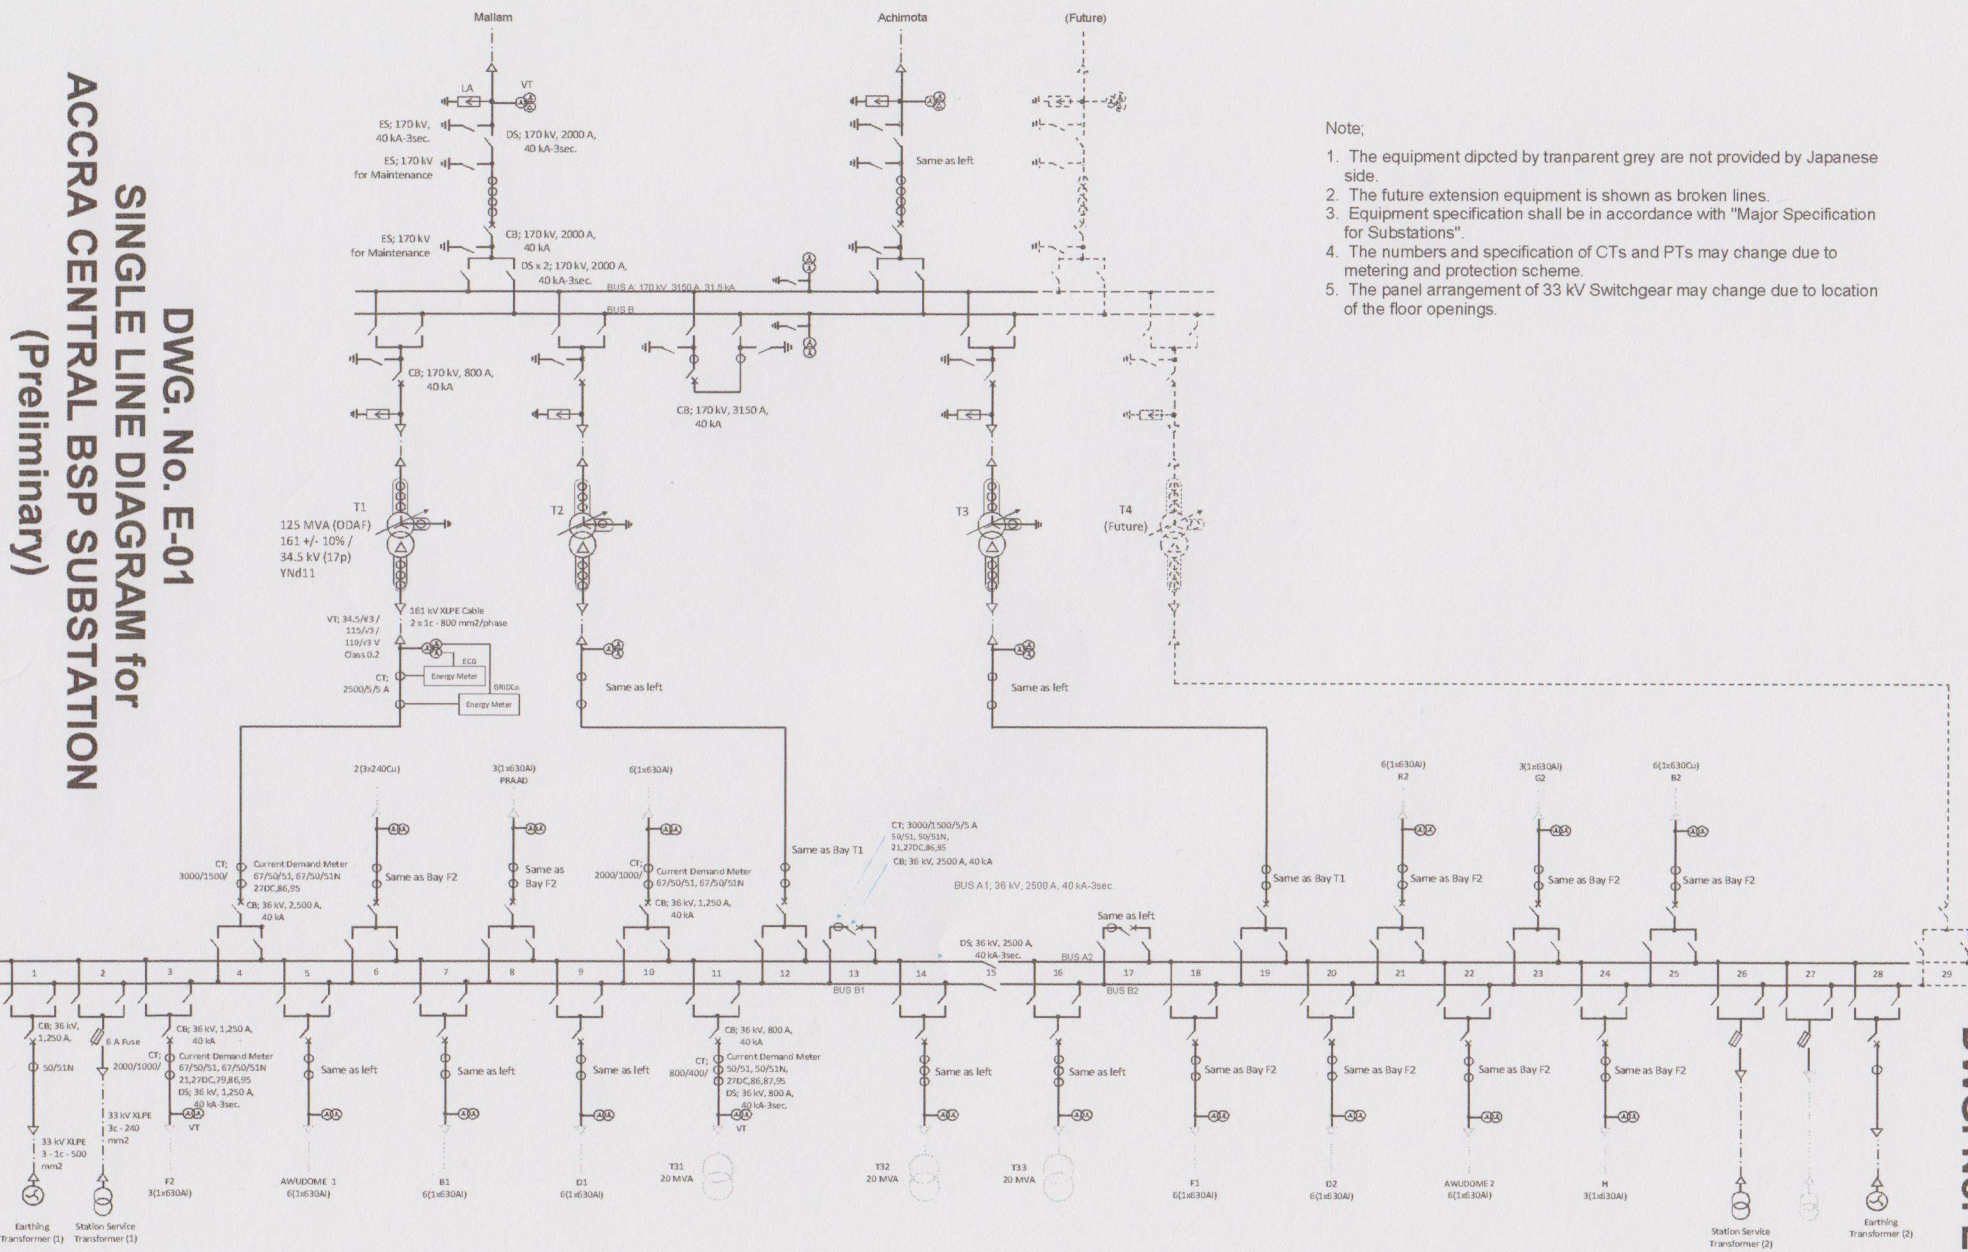 DWG. No. E-01
SINGLE LINE DIAGRAM for
ACCRA CENTRAL BSP SUBSTATION
(Preliminary)
Mallam
Achimota
(Future)
LA
VT
ES; 170 kV,
40 kA-3sec.
DS; 170 kV, 2000 A,
40 kA-3sec.
ES; 170 kV
for Maintenance
Same as left
CB; 170 kV, 2000 A,
40 kA
ES; 170 kV
for Maintenance
DS x 2; 170 kV, 2000 A,
40 kA-3sec.
BUS A; 170 kV, 3150 A, 31.5 kA
BUS B
CB; 170 kV, 800 A,
40 kA
CB; 170 kV, 3150 A,
40 kA
Note;
1. The equipment dipcted by tranparent grey are not provided by Japanese
side.
2. The future extension equipment is shown as broken lines.
3. Equipment specification shall be in accordance with "Major Specification
for Substations".
4. The numbers and specification of CTs and PTs may change due to
metering and protection scheme.
5. The panel arrangement of 33 kV Switchgear may change due to location
of the floor openings.
T1
125 MVA (ODAF)
161 +/- 10% /
34.5 kV (17p)
YNd11
T2
T3
T4
(Future)
161 kV XLPE Cable
2 x 1c - 800 mm2/phase
VT; 34.5/√3 /
115/√3 /
110/√3 V
Class 0.2
ECG
Energy Meter
CT;
2500/5/5 A
GRIDCo
Energy Meter
Same as left
Same as left
2(3x240Cu)
3(1x630Al)
PRAAD
6(1x630Al)
6(1x630Al)
R2
3(1x630Al)
G2
6(1x630Cu)
B2
CT;
3000/1500/
Current Demand Meter
67/50/51, 67/50/51N
27DC,86,95
CB; 36 kV, 2,500 A,
40 kA
Same as Bay F2
Same as
Bay F2
CT;
2000/1000/
Current Demand Meter
67/50/51, 67/50/51N
CB; 36 kV, 1,250 A,
40 kA
Same as Bay T1
CT; 3000/1500/5/5 A
50/51, 50/51N,
21,27DC,86,95
CB; 36 kV, 2500 A, 40 kA
BUS A1; 36 kV, 2500 A, 40 kA-3sec.
Same as left
DS; 36 kV, 2500 A,
40 kA-3sec.
BUS A2
Same as Bay T1
Same as Bay F2
Same as Bay F2
Same as Bay F2
1 2 3 4 5 6 7 8 9 10 11 12 13 14 15 16 17 18 19 20 21 22 23 24 25 26 27 28 29
BUS B1
BUS B2
CB; 36 kV,
1,250 A,
50/51N
33 kV XLPE
3 - 1c - 500
mm2
Earthing
Transformer (1)
6 A Fuse
33 kV XLPE
3c - 240
mm2
Station Service
Transformer (1)
CB; 36 kV, 1,250 A,
40 kA
CT;
2000/1000/
Current Demand Meter
67/50/51, 67/50/51N
21,27DC,79,86,95
DS; 36 kV, 1,250 A,
40 kA-3sec.
VT
F2
3(1x630Al)
Same as left
AWUDOME 1
6(1x630Al)
Same as left
B1
6(1x630Al)
Same as left
D1
6(1x630Al)
CB; 36 kV, 800 A,
40 kA
CT;
800/400/
Current Demand Meter
50/51, 50/51N,
27DC,86,87,95
DS; 36 kV, 800 A,
40 kA-3sec.
VT
T31
20 MVA
Same as left
T32
20 MVA
Same as left
T33
20 MVA
Same as Bay F2
F1
6(1x630Al)
Same as Bay F2
D2
6(1x630Al)
Same as Bay F2
AWUDOME 2
6(1x630Al)
Same as Bay F2
H
3(1x630Al)
Station Service
Transformer (2)
Earthing
Transformer (2)